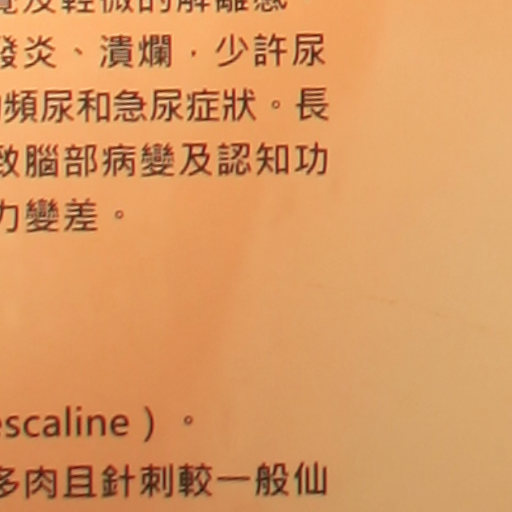 覺及輕微的解離感
發炎、潰爛，少許尿
頻尿和急尿症狀。長
致腦部病變及認知功
力變差。
escaline）。
多肉且針刺較一般仙